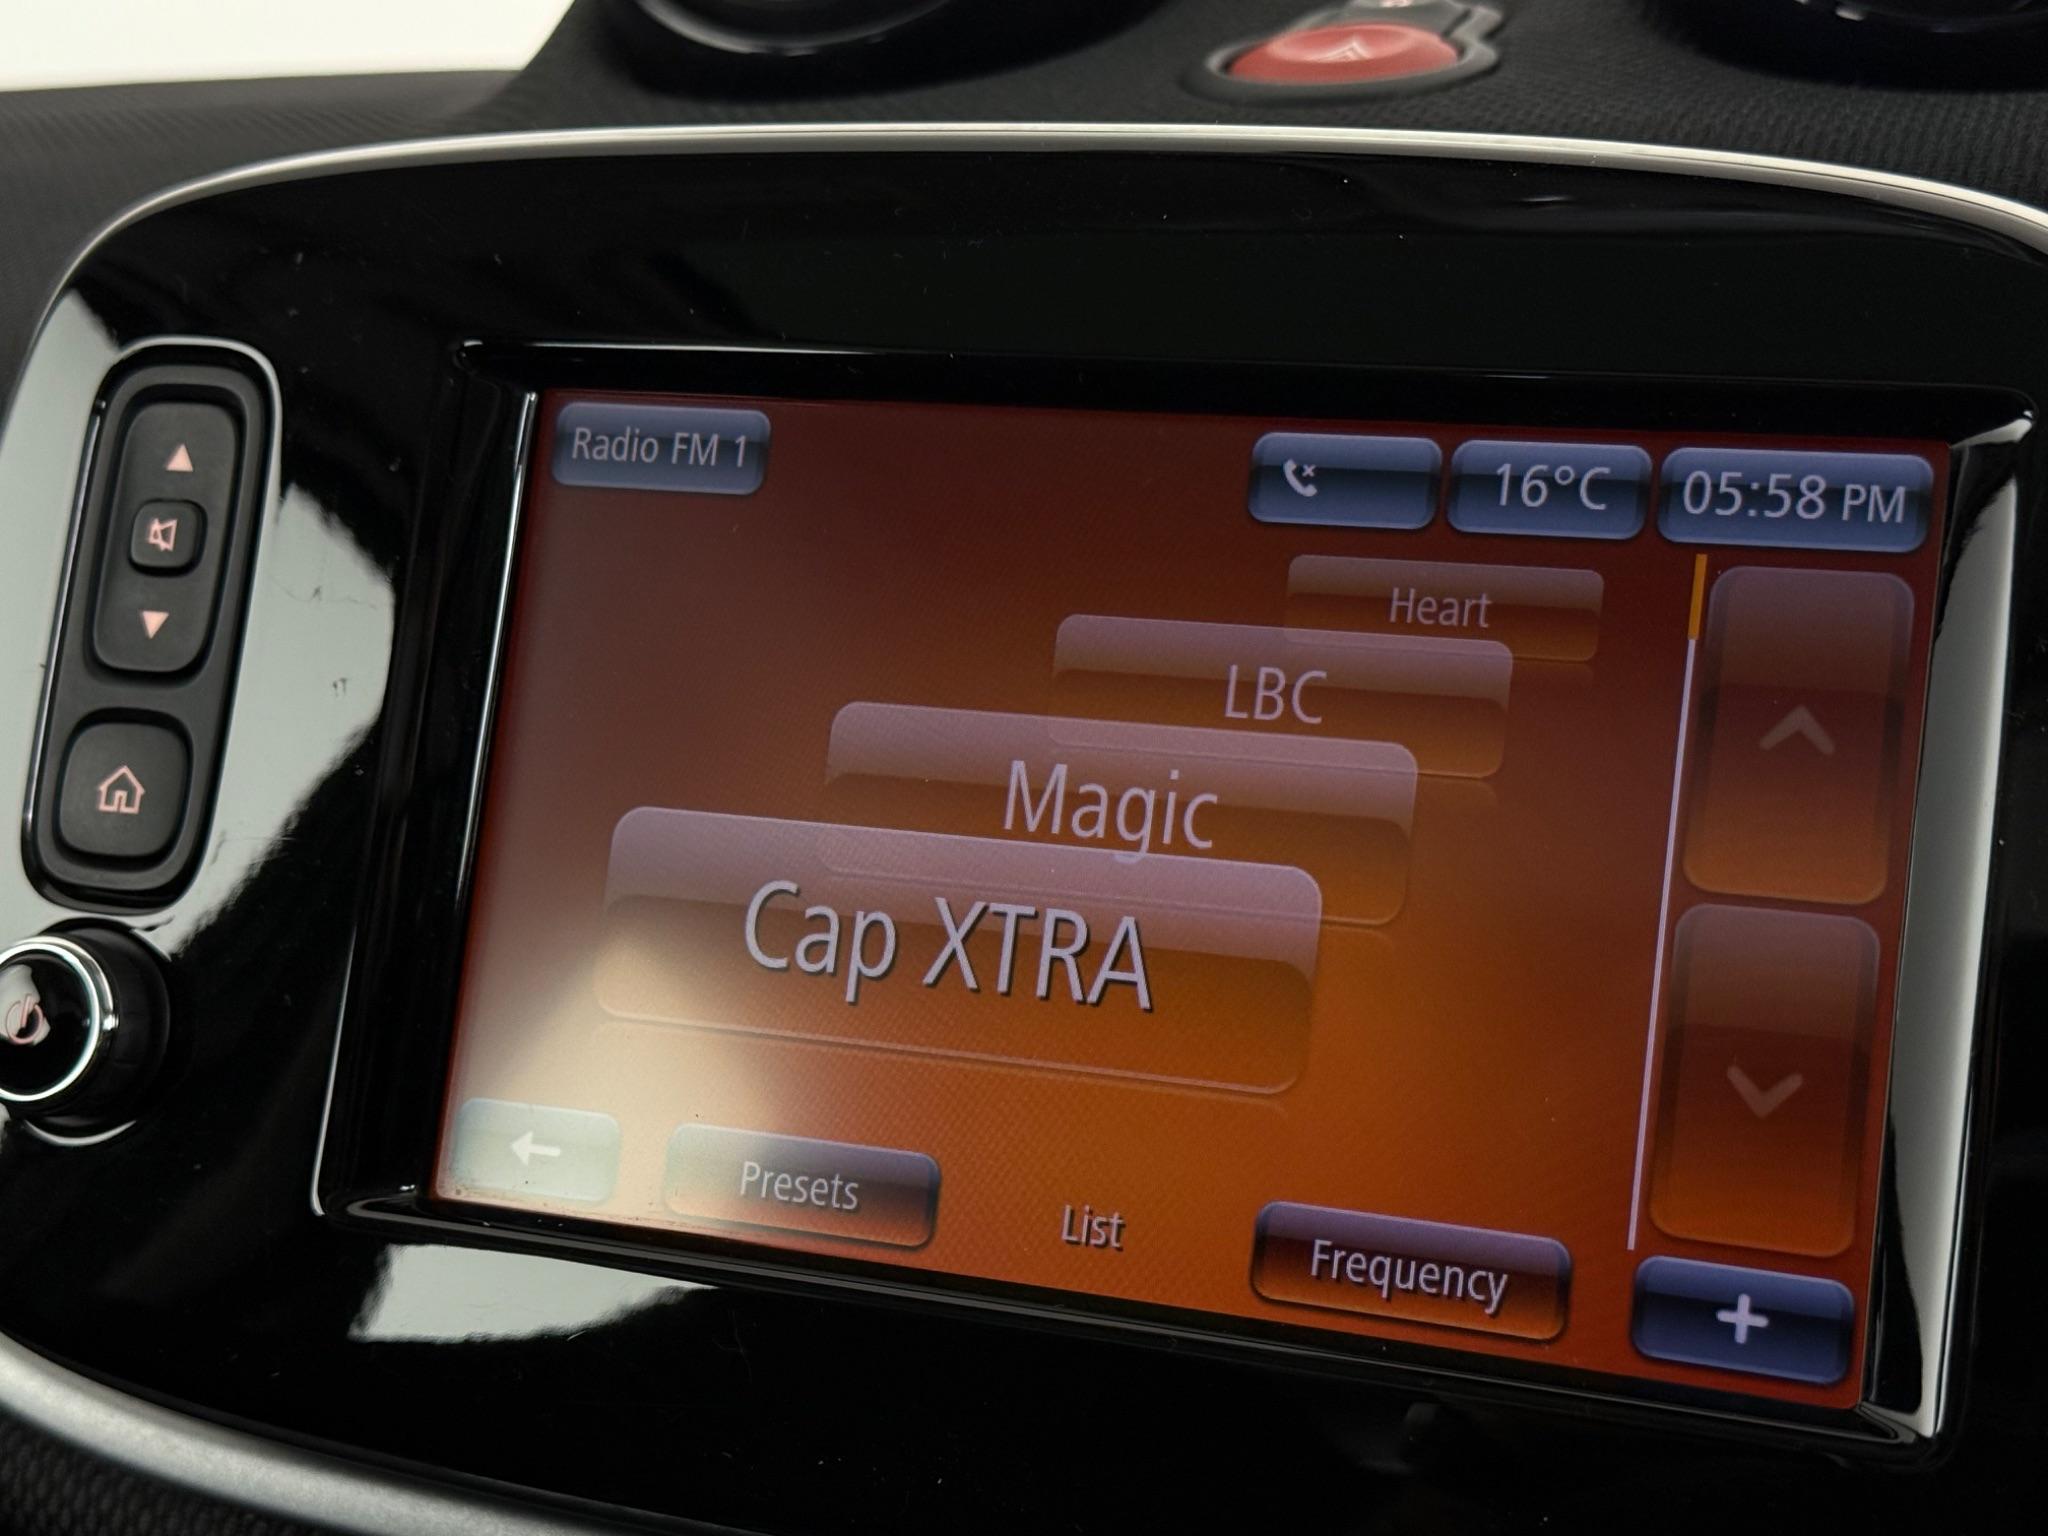 Radio FM 1
16°C
05:58 PM
Heart
LBC
Magic
Cap XTRA
Presets
List
Frequency